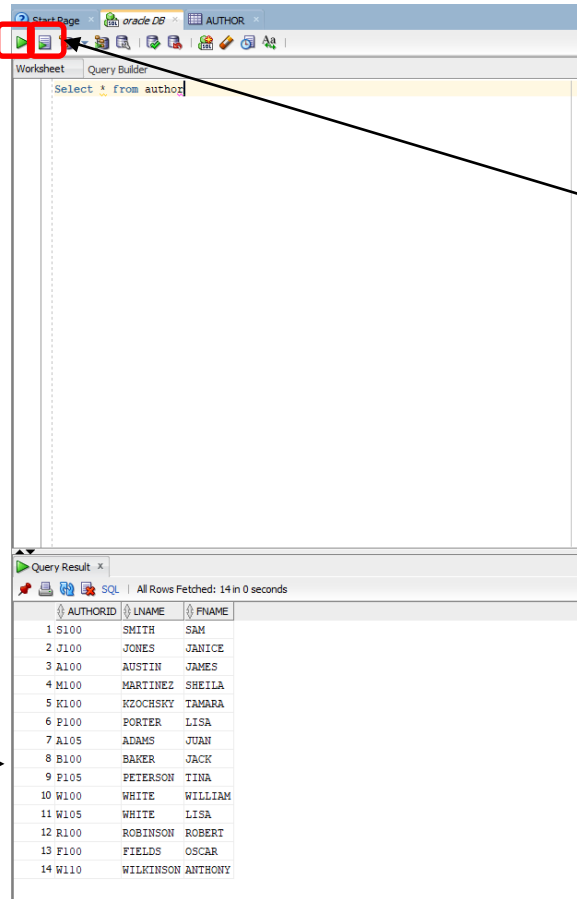 Start Page oracle DB AUTHOR
Worksheet Query Builder
Select * from author
Query Result
SQL | All Rows Fetched: 14 in 0 seconds
AUTHORID LNAME FNAME
1 S100 SMITH SAM
2 J100 JONES JANICE
3 A100 AUSTIN JAMES
4 M100 MARTINEZ SHEILA
5 K100 KZOCHSKY TAMARA
6 P100 PORTER LISA
7 A105 ADAMS JUAN
8 B100 BAKER JACK
9 P105 PETERSON TINA
10 W100 WHITE WILLIAM
11 W105 WHITE LISA
12 R100 ROBINSON ROBERT
13 F100 FIELDS OSCAR
14 W110 WILKINSON ANTHONY